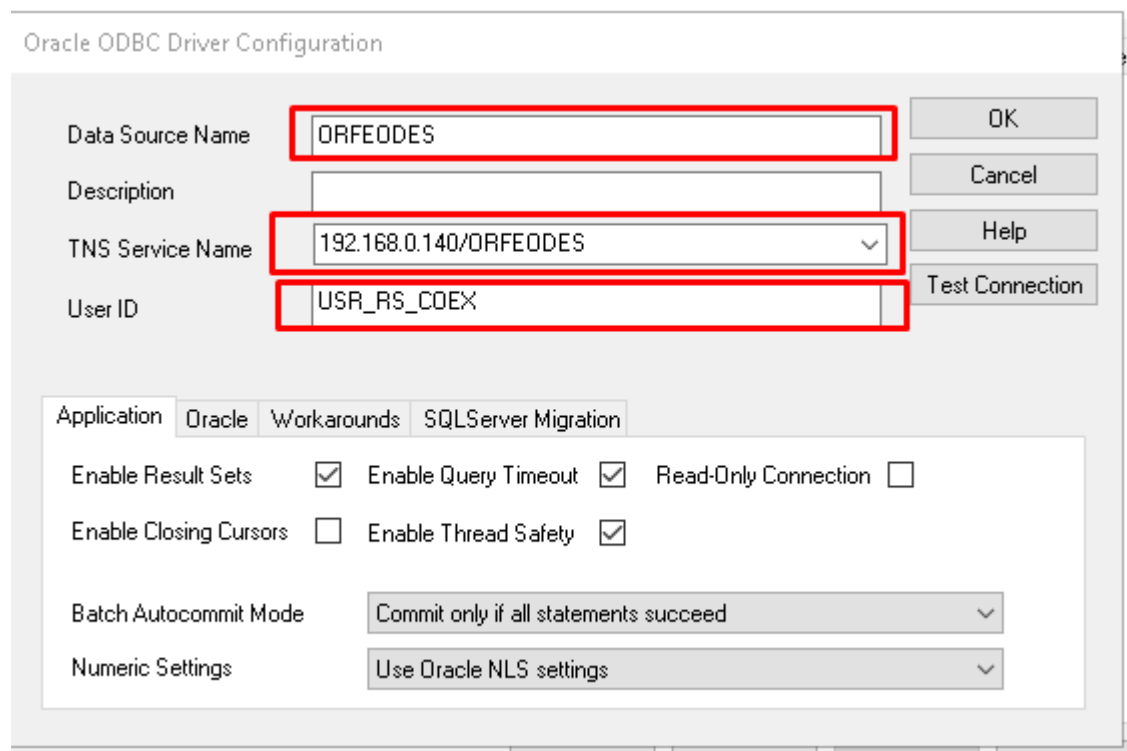 Oracle ODBC Driver Configuration
Data Source Name ORFEODES OK
Description Cancel
TNS Service Name 192.168.0.140/ORFEODES Help
User ID USR_RS_COEX Test Connection
Application Oracle Workarounds SQLServer Migration
Enable Result Sets Enable Query Timeout Read-Only Connection
Enable Closing Cursors Enable Thread Safety
Batch Autocommit Mode Commit only if all statements succeed
Numeric Settings Use Oracle NLS settings